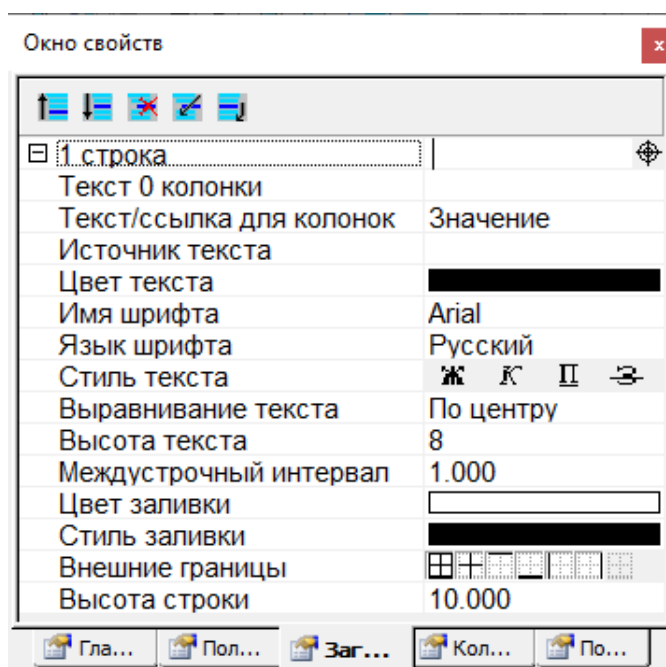 Окно свойств
x
1 строка
Текст 0 колонки
Текст/ссылка для колонок Значение
Источник текста
Цвет текста
Имя шрифта Arial
Язык шрифта Русский
Стиль текста Ж К П З
Выравнивание текста По центру
Высота текста 8
Междустрочный интервал 1.000
Цвет заливки
Стиль заливки
Внешние границы
Высота строки 10.000
Гла... Пол... Заг... Кол... По...